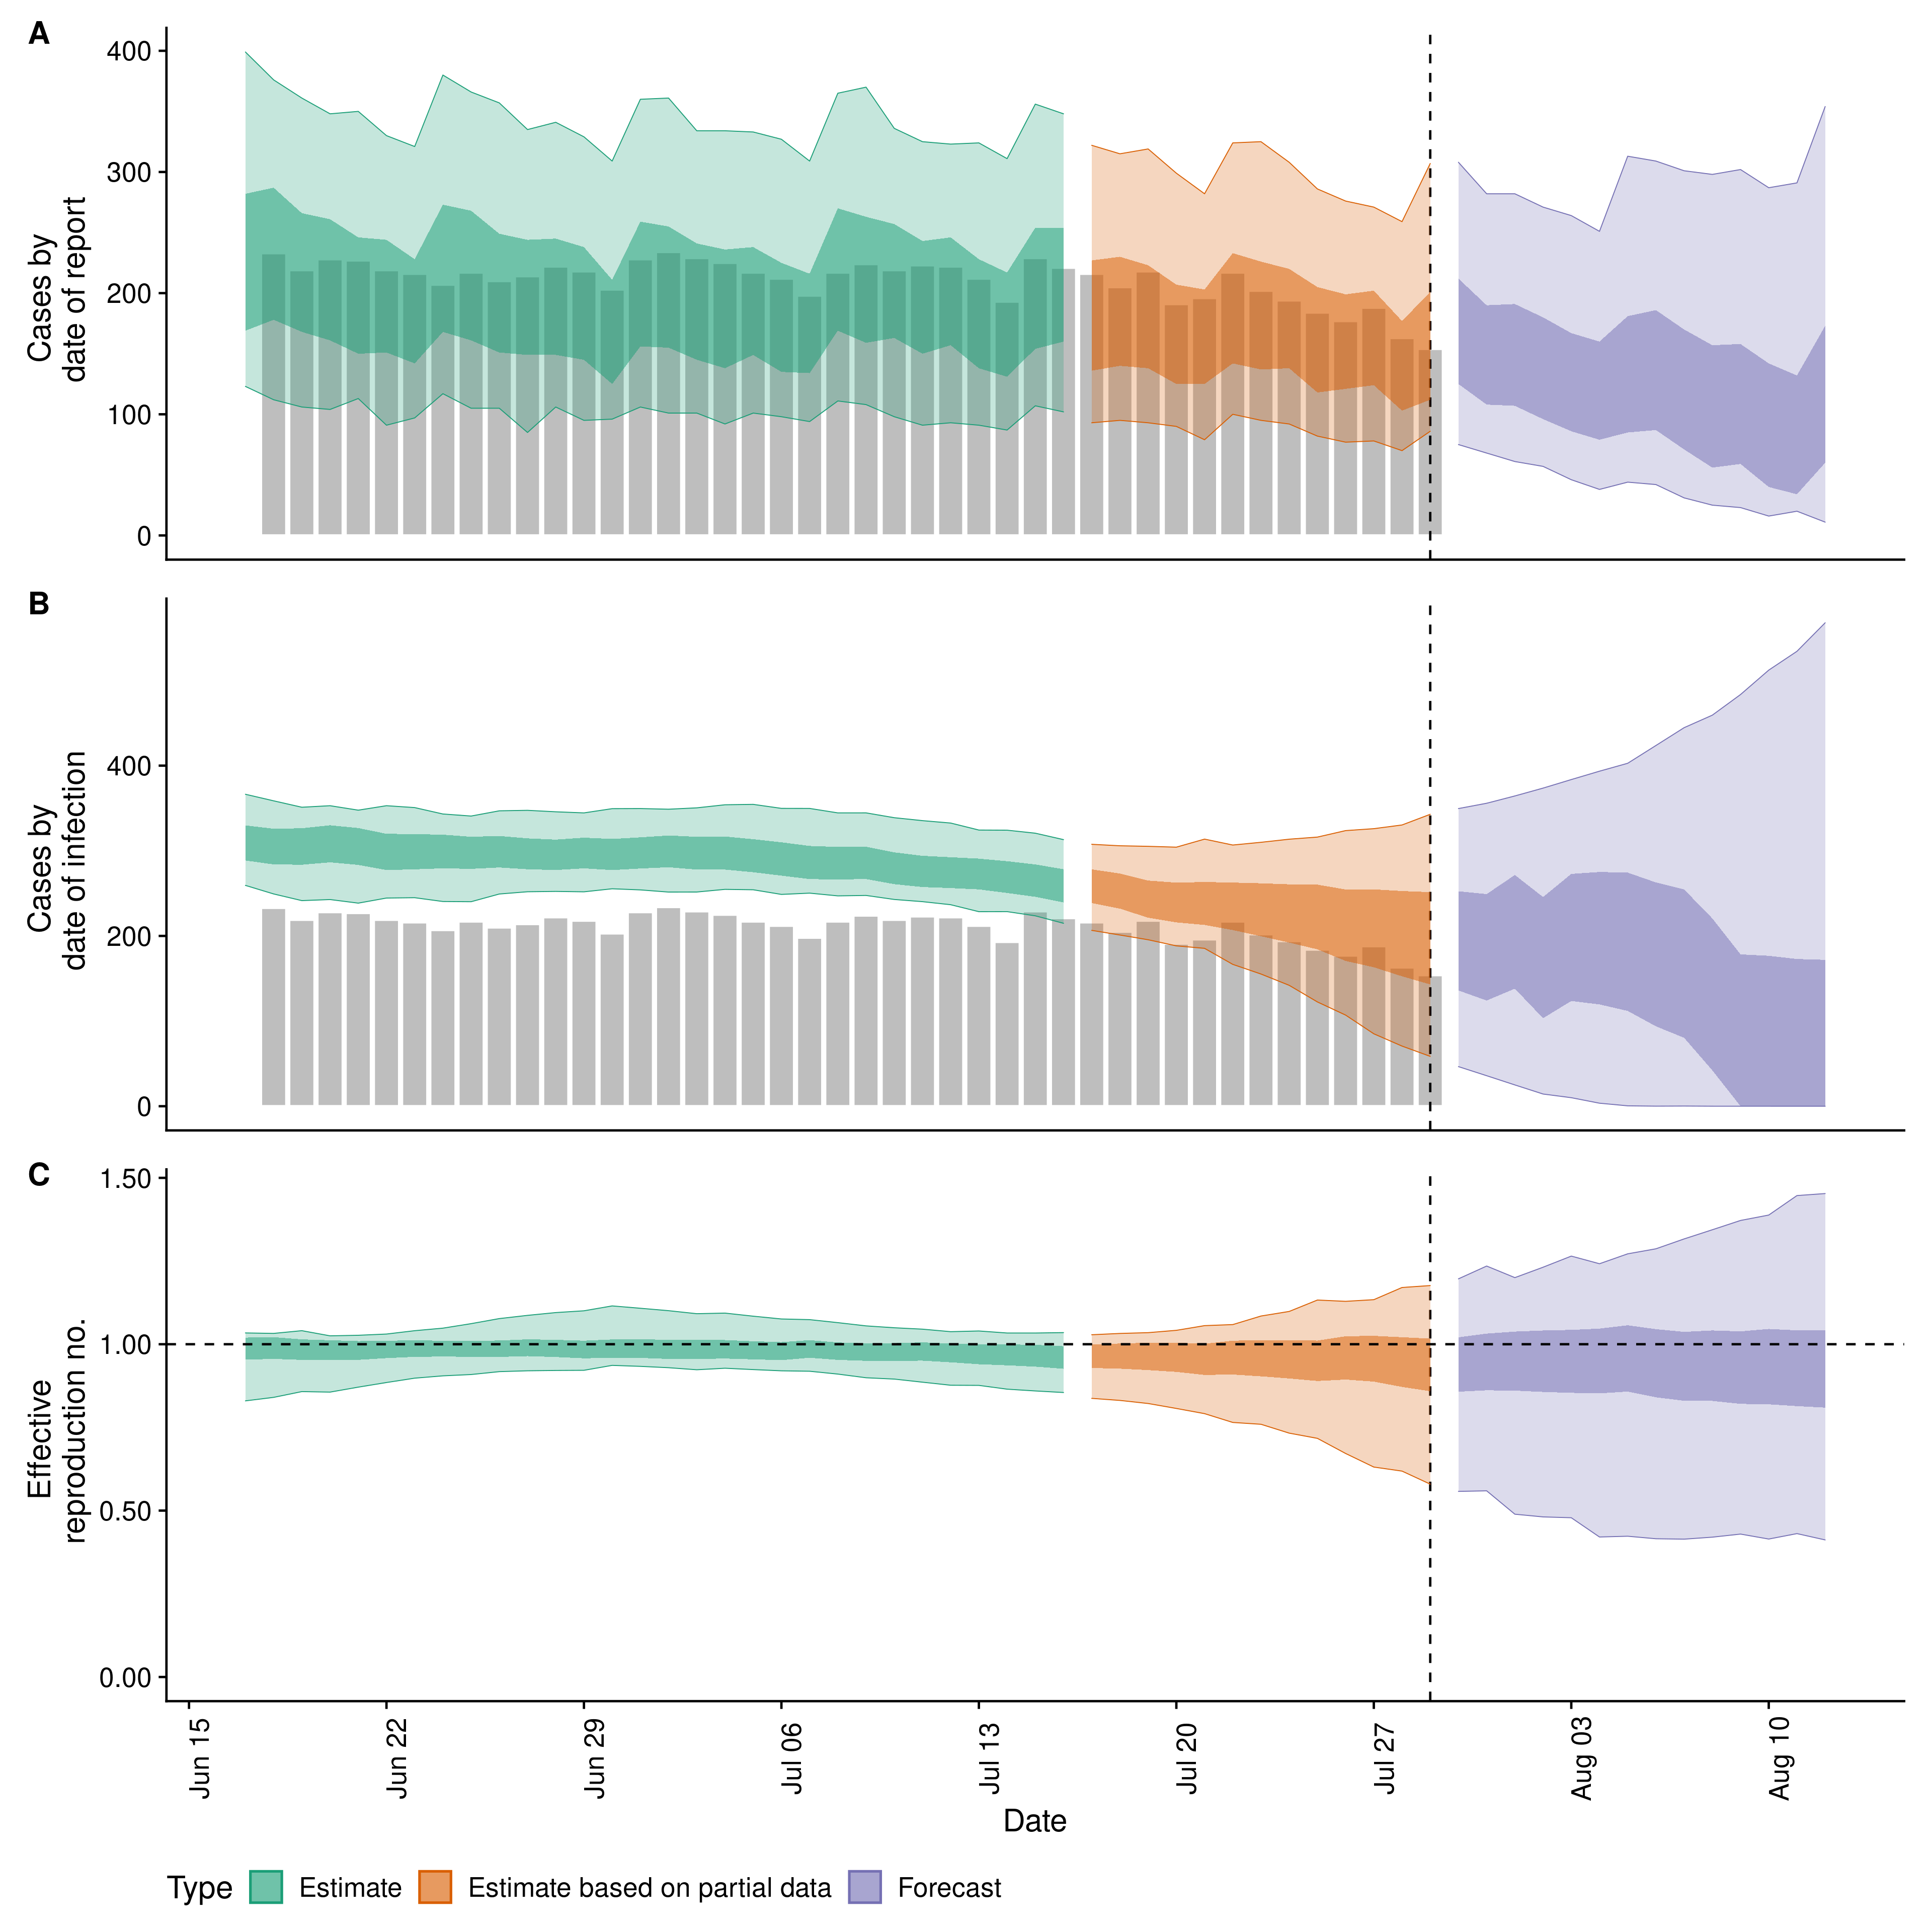 A
400
300
200
100
0
Cases by
date of report
B
400
200
0
Cases by
date of infection
C
1.50
1.00
0.50
0.00
Effective
reproduction no.
Jun 15
Jun 22
Jun 29
Jul 06
Jul 13
Jul 20
Jul 27
Aug 03
Aug 10
Date
Type Estimate Estimate based on partial data Forecast